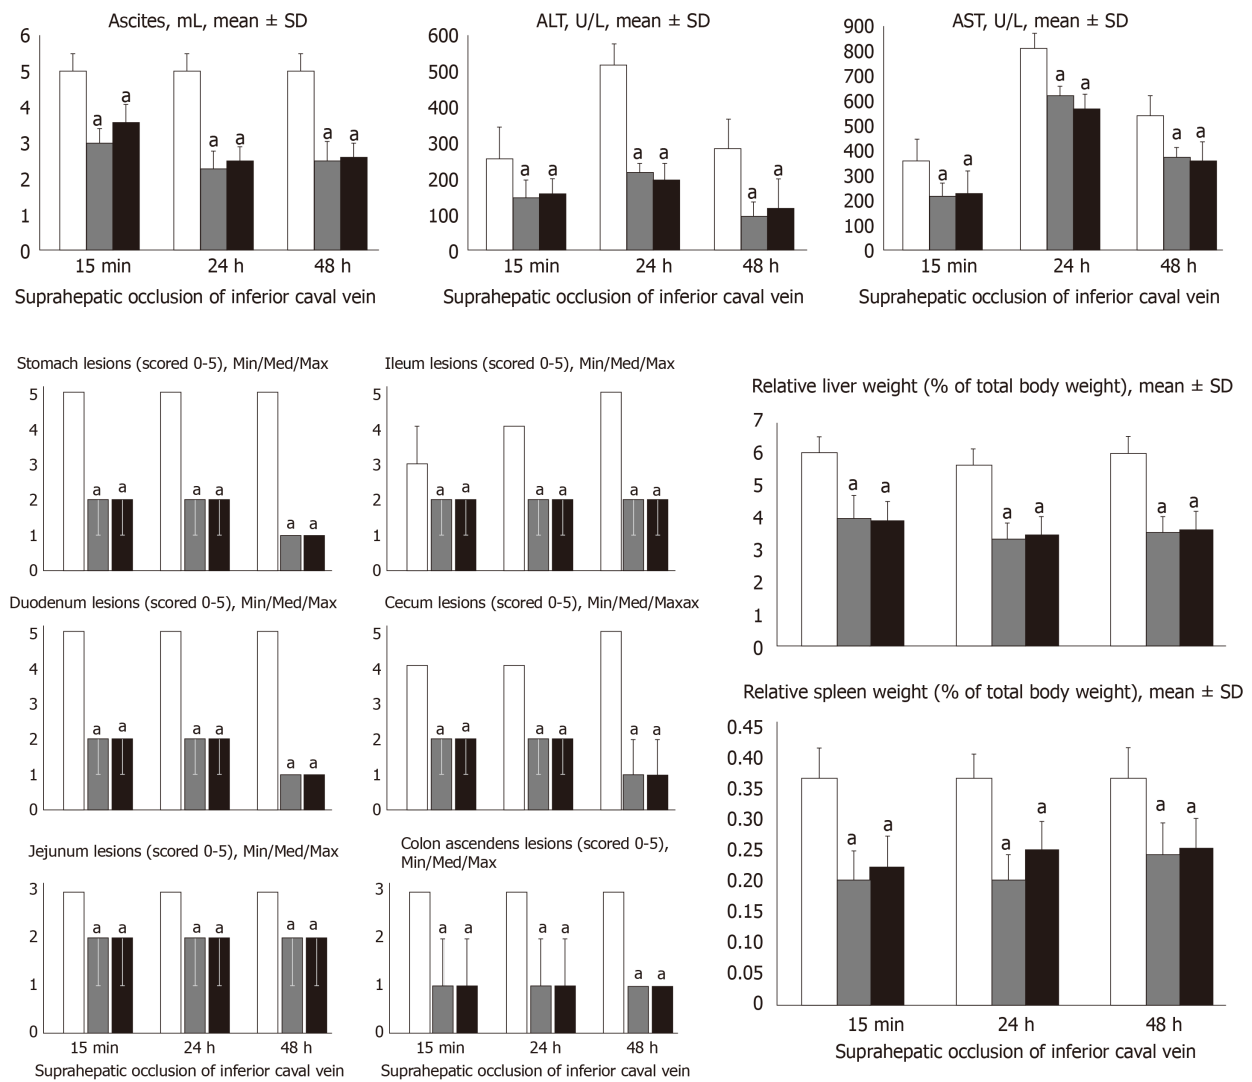 Ascites, mL, mean ± SD
6
5
4
3
2
1
0
a
a
a
a
a
a
15 min
24 h
48 h
Suprahepatic occlusion of inferior caval vein
ALT, U/L, mean ± SD
600
500
400
300
200
100
0
a
a
a
a
a
a
15 min
24 h
48 h
Suprahepatic occlusion of inferior caval vein
AST, U/L, mean ± SD
900
800
700
600
500
400
300
200
100
0
a
a
a
a
a
a
15 min
24 h
48 h
Suprahepatic occlusion of inferior caval vein
Stomach lesions (scored 0-5), Min/Med/Max
5
4
3
2
1
0
a
a
a
a
a
a
Ileum lesions (scored 0-5), Min/Med/Max
5
4
3
2
1
0
a
a
a
a
a
a
Duodenum lesions (scored 0-5), Min/Med/Max
5
4
3
2
1
0
a
a
a
a
a
a
Cecum lesions (scored 0-5), Min/Med/Maxax
5
4
3
2
1
0
a
a
a
a
a
a
Jejunum lesions (scored 0-5), Min/Med/Max
3
2
1
0
a
a
a
a
a
a
15 min
24 h
48 h
Suprahepatic occlusion of inferior caval vein
Colon ascendens lesions (scored 0-5),
Min/Med/Max
3
2
1
0
a
a
a
a
a
a
15 min
24 h
48 h
Suprahepatic occlusion of inferior caval vein
Relative liver weight (% of total body weight), mean ± SD
7
6
5
4
3
2
1
0
a
a
a
a
a
a
Relative spleen weight (% of total body weight), mean ± SD
0.45
0.40
0.35
0.30
0.25
0.20
0.15
0.10
0.05
0
a
a
a
a
a
a
15 min
24 h
48 h
Suprahepatic occlusion of inferior caval vein